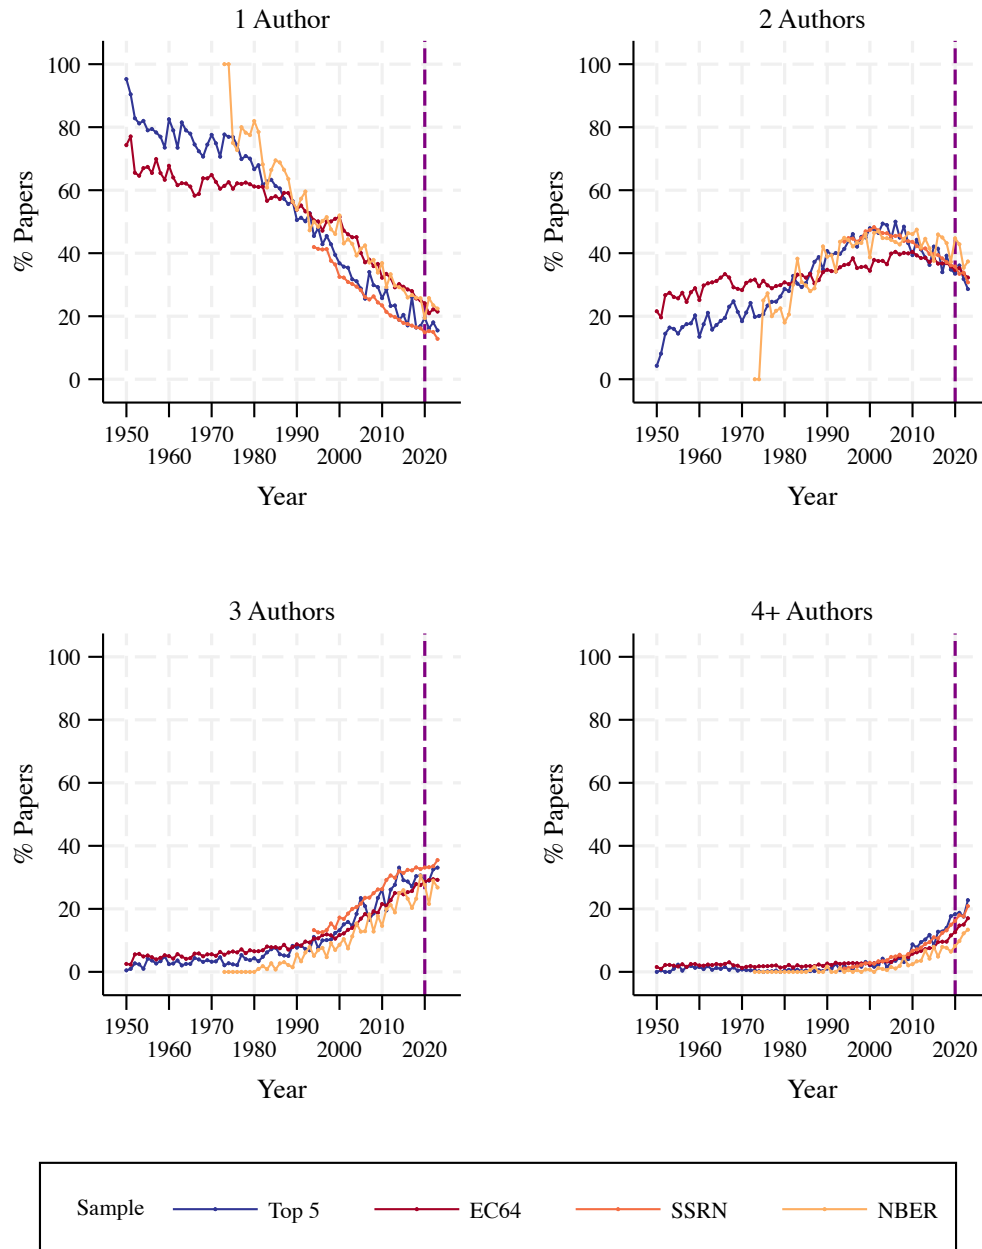 1 Author
2 Authors
% Papers
100
80
60
40
20
0
1950 1970 1990 2010
1960 1980 2000 2020
Year
% Papers
100
80
60
40
20
0
1950 1970 1990 2010
1960 1980 2000 2020
Year
3 Authors
4+ Authors
% Papers
100
80
60
40
20
0
1950 1970 1990 2010
1960 1980 2000 2020
Year
% Papers
100
80
60
40
20
0
1950 1970 1990 2010
1960 1980 2000 2020
Year
Sample Top 5 EC64 SSRN NBER